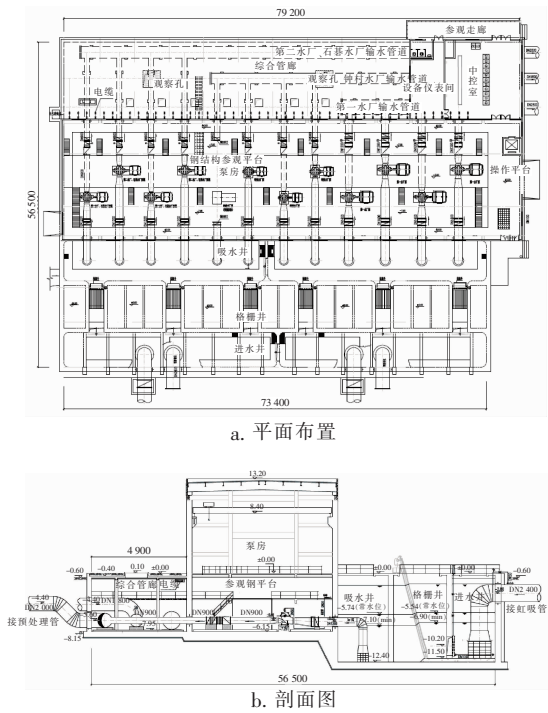 79 200
参观走廊
第二水厂、石碁水厂输水管道
综合管廊
观察孔
观察孔 钟村水厂输水管道
中控室
电缆
设备仪表间
第一水厂输水管道
钢结构参观平台
泵房
操作平台
56 500
吸水井
格栅井
进水井
73 400
a. 平面布置
13.20
8.40
泵房
4 900
0.10
±0.00
-0.60
-0.40
±0.00
±0.00
±0.00
-0.60
综合管廊电缆
参观钢平台
吸水井
格栅井
进水井
-4.40
DN2 000
DN900
DN900
DN900
-5.74(常水位)
-5.54(常水位)
DN2 400
接预处理管
-7.95
-6.15
-7.10(min)
-6.90(min)
接虹吸管
-8.15
-10.20
-11.50
-12.40
56 500
b. 剖面图